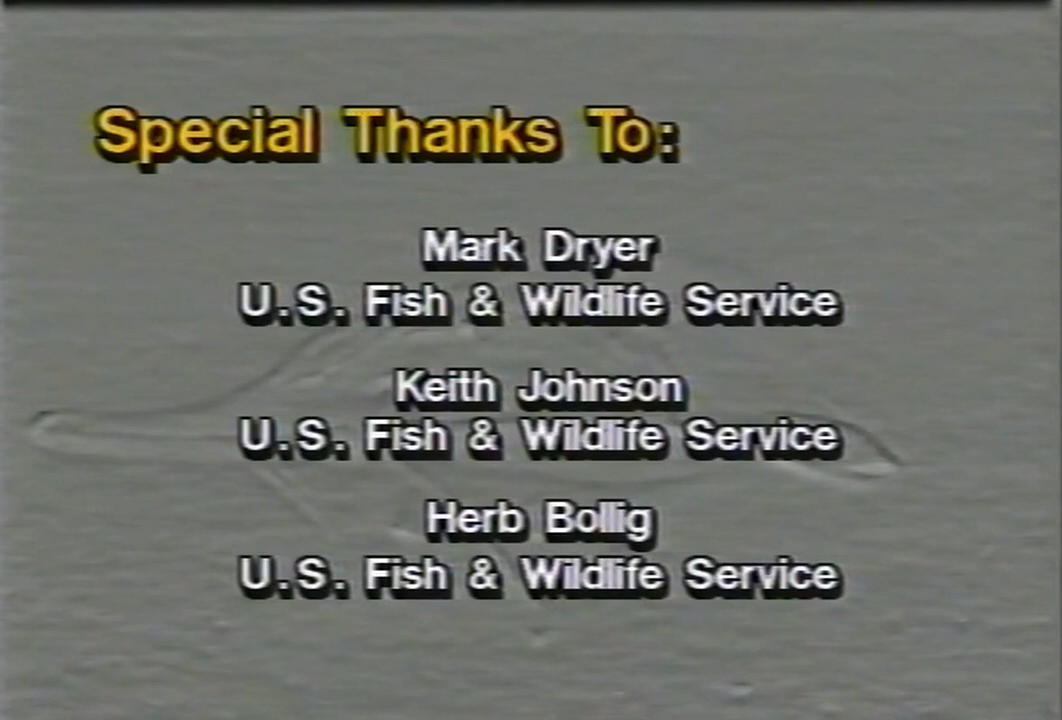 Special Thanks To:
Mark Dryer
U.S. Fish & Wildlife Service
Keith Johnson
U.S. Fish & Wildlife Service
Herb Bollig
U.S. Fish & Wildlife Service